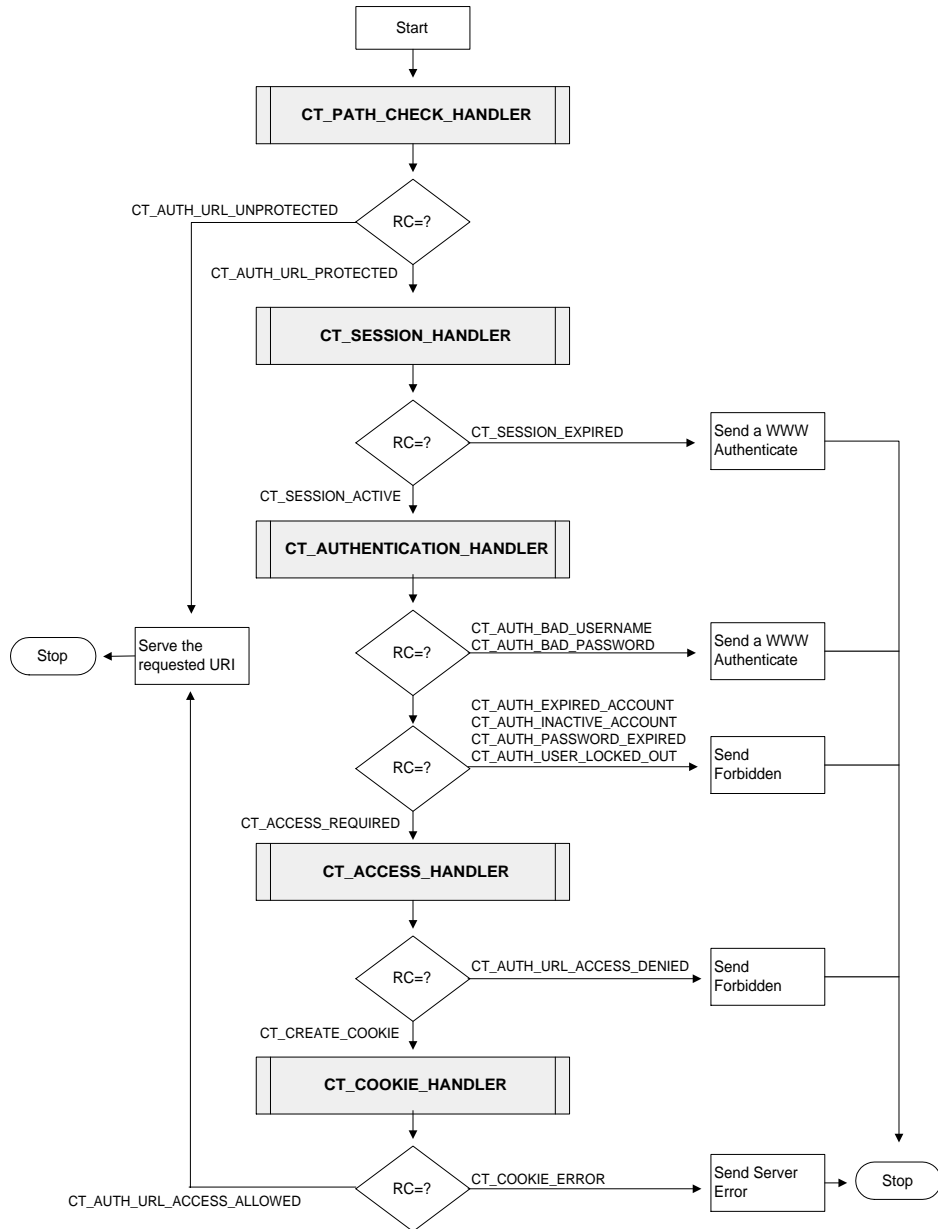 Start
CT_PATH_CHECK_HANDLER
CT_AUTH_URL_UNPROTECTED
RC=?
CT_AUTH_URL_PROTECTED
CT_SESSION_HANDLER
RC=?
CT_SESSION_EXPIRED
Send a WWW
Authenticate
CT_SESSION_ACTIVE
CT_AUTHENTICATION_HANDLER
Stop
Serve the
requested URI
RC=?
CT_AUTH_BAD_USERNAME
CT_AUTH_BAD_PASSWORD
Send a WWW
Authenticate
RC=?
CT_AUTH_EXPIRED_ACCOUNT
CT_AUTH_INACTIVE_ACCOUNT
CT_AUTH_PASSWORD_EXPIRED
CT_AUTH_USER_LOCKED_OUT
Send
Forbidden
CT_ACCESS_REQUIRED
CT_ACCESS_HANDLER
RC=?
CT_AUTH_URL_ACCESS_DENIED
Send
Forbidden
CT_CREATE_COOKIE
CT_COOKIE_HANDLER
CT_AUTH_URL_ACCESS_ALLOWED
RC=?
CT_COOKIE_ERROR
Send Server
Error
Stop